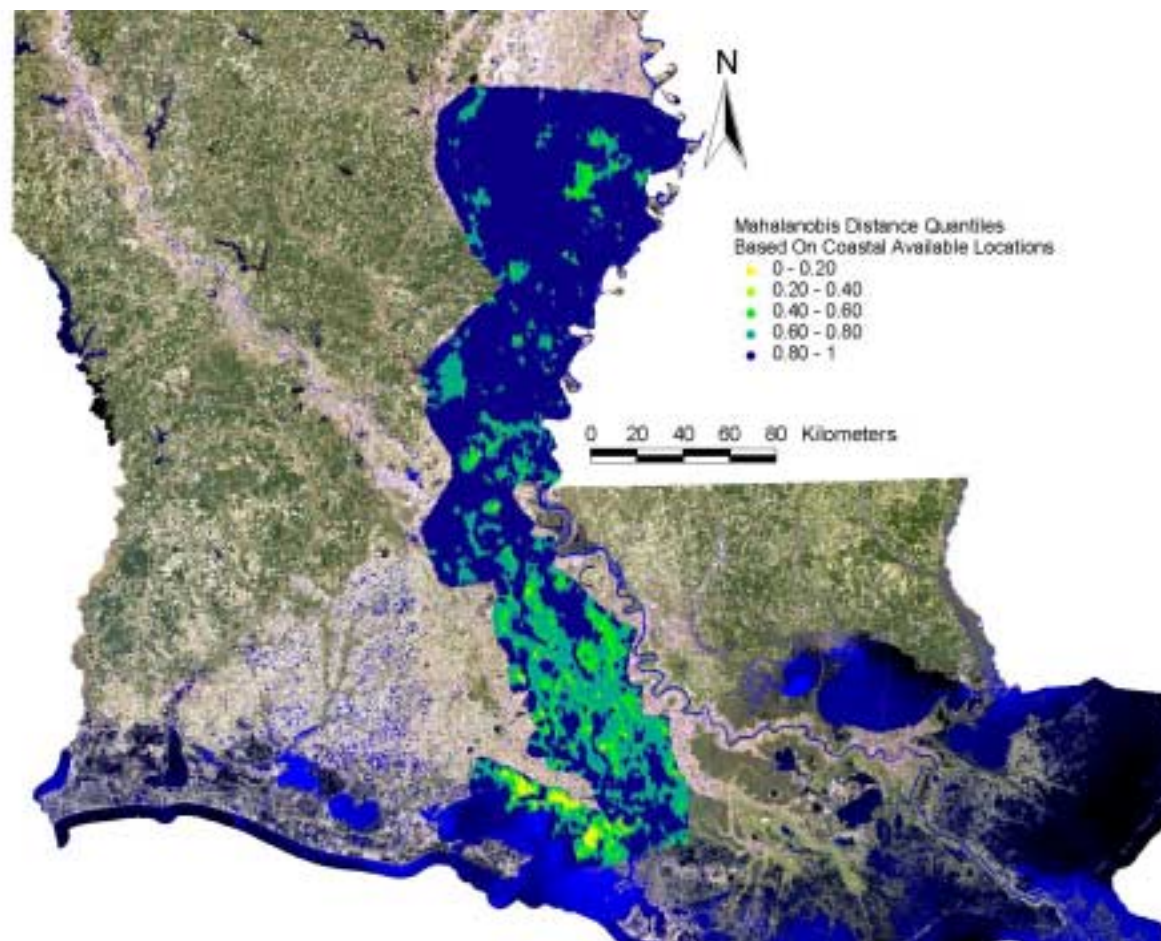 N
Mahalanobis Distance Quantiles
Based On Coastal Available Locations
0 - 0.20
0.20 - 0.40
0.40 - 0.60
0.60 - 0.80
0.80 - 1
0 20 40 60 80 Kilometers